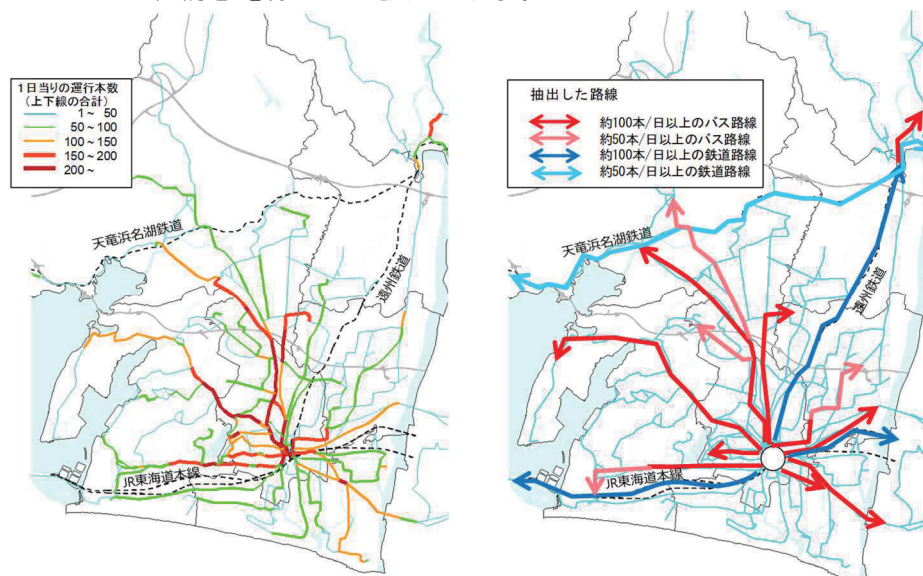 1日当りの運行本数
(上下線の合計)
1~ 50
50~100
100~150
150~200
200~
天竜浜名湖鉄道
遠州鉄道
JR東海道本線
抽出した路線
約100本/日以上のバス路線
約50本/日以上のバス路線
約100本/日以上の鉄道路線
約50本/日以上の鉄道路線
天竜浜名湖鉄道
遠州鉄道
JR東海道本線